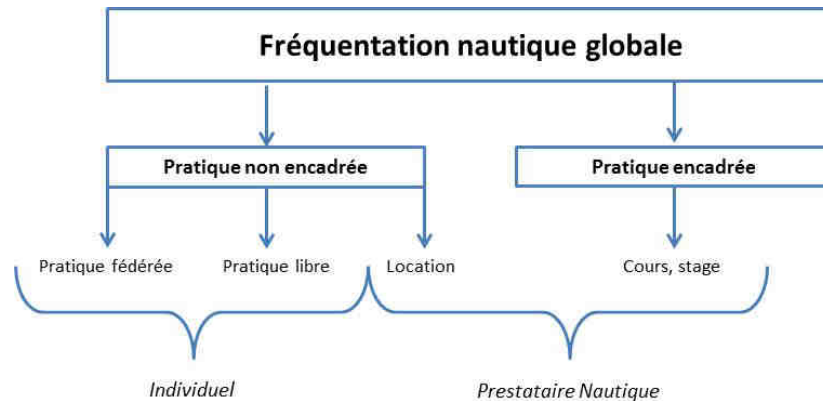 Fréquentation nautique globale
Pratique non encadrée
Pratique encadrée
Pratique fédérée
Pratique libre
Location
Cours, stage
Individuel
Prestataire Nautique